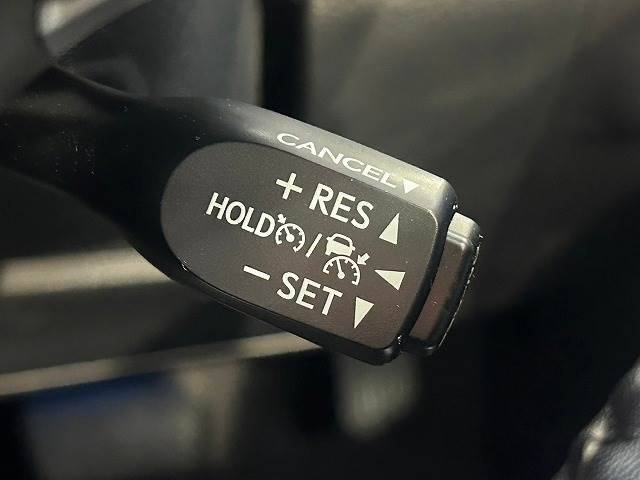 CANCEL▼
+ RES ▲
HOLD / ◀
− SET ▼